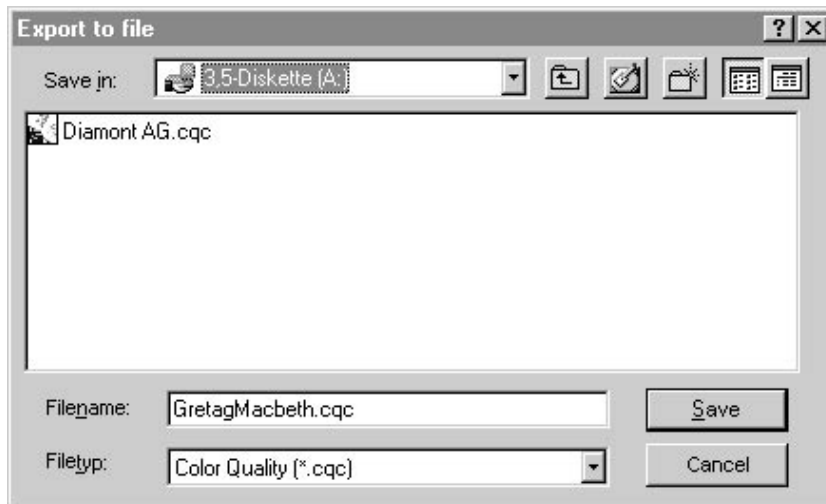 Export to file
Save in: 3,5-Diskette (A:)
Diamont AG.cqc
Filename: GretagMacbeth.cqc Save
Filetyp: Color Quality (*.cqc) Cancel